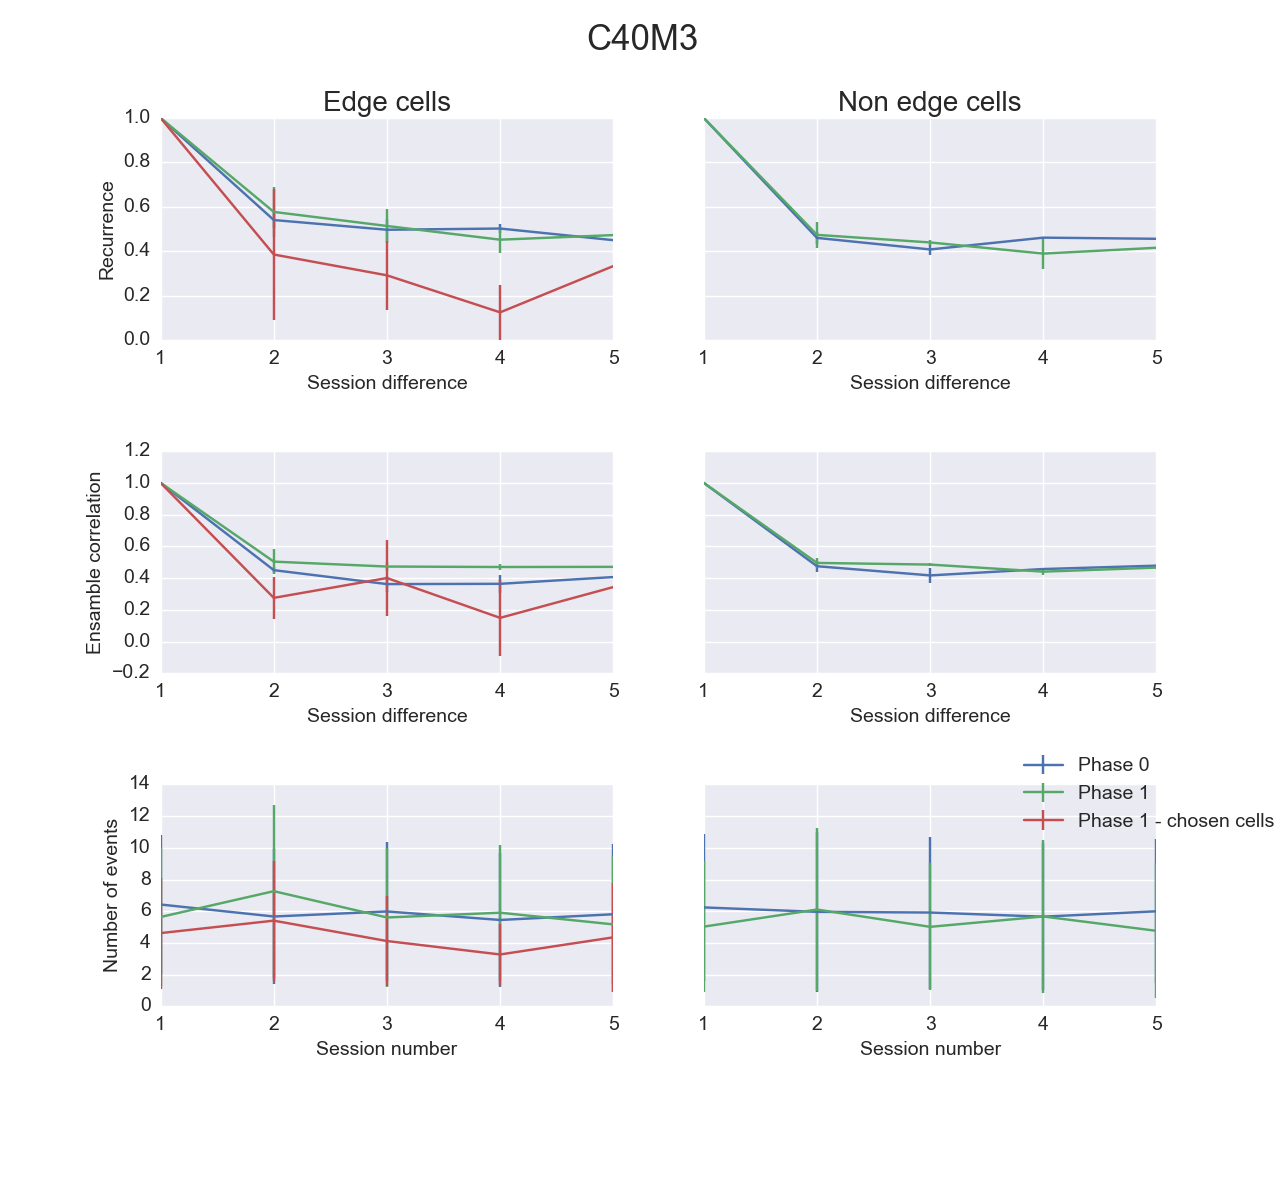 C40M3
Edge cells
Non edge cells
1.0
0.8
0.6
0.4
0.2
0.0
Recurrence
1 2 3 4 5
Session difference
1 2 3 4 5
Session difference
1.2
1.0
0.8
0.6
0.4
0.2
0.0
−0.2
Ensamble correlation
1 2 3 4 5
Session difference
1 2 3 4 5
Session difference
14
12
10
8
6
4
2
0
Number of events
1 2 3 4 5
Session number
Phase 0
Phase 1
Phase 1 - chosen cells
1 2 3 4 5
Session number